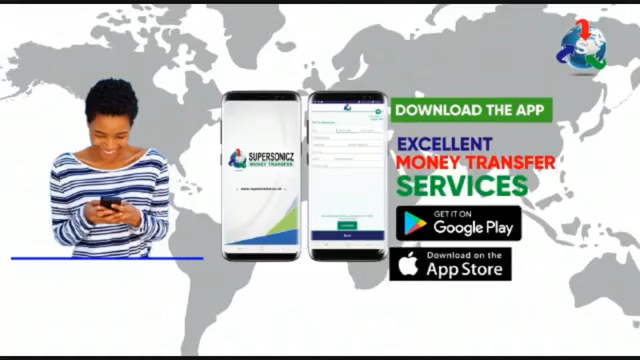 DOWNLOAD THE APP
EXCELLENT
MONEY TRANSFER
SERVICES
GET IT ON
Google Play
Download on the
App Store
SUPERSONICZ
MONEY TRANSFER